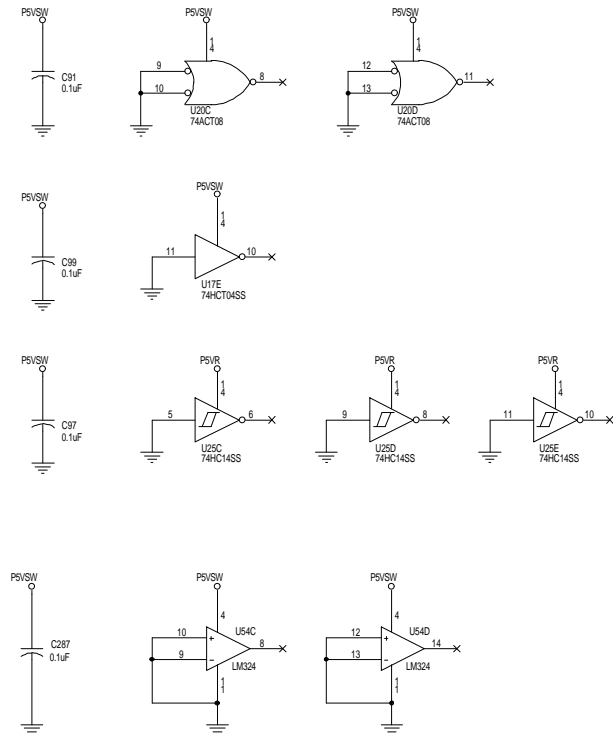 P5VSW P5VSW P5VSW
1
4
1
4
C91
0.1uF
9
10
8
U20C
74ACT08
12
13
11
U20D
74ACT08
P5VSW P5VSW
1
4
C99
0.1uF
11
10
U17E
74HCT04SS
P5VSW P5VR P5VR P5VR
1
4
1
4
1
4
C97
0.1uF
5
6
U25C
74HC14SS
9
8
U25D
74HC14SS
11
10
U25E
74HC14SS
P5VSW P5VSW P5VSW
C287
0.1uF
4
U54C
10
+
9
-
8
LM324
1
1
4
U54D
12
+
13
-
14
LM324
1
1